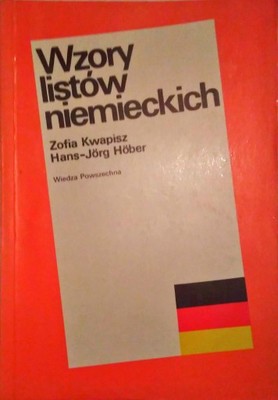 Wzory
listów
niemieckich
Zofia Kwapisz
Hans-Jörg Höber
Wiedza Powszechna